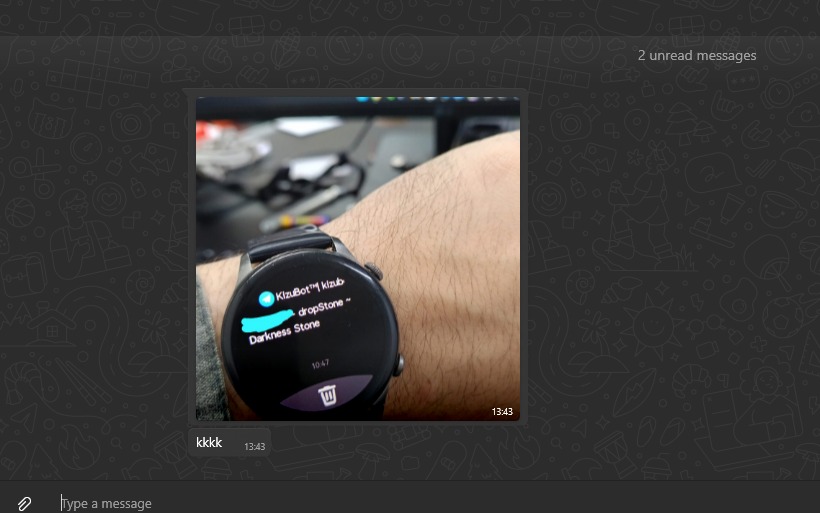 2 unread messages
KizuBot™| kizub
dropStone ~
Darkness Stone
10:47
13:43
kkkk
13:43
Type a message